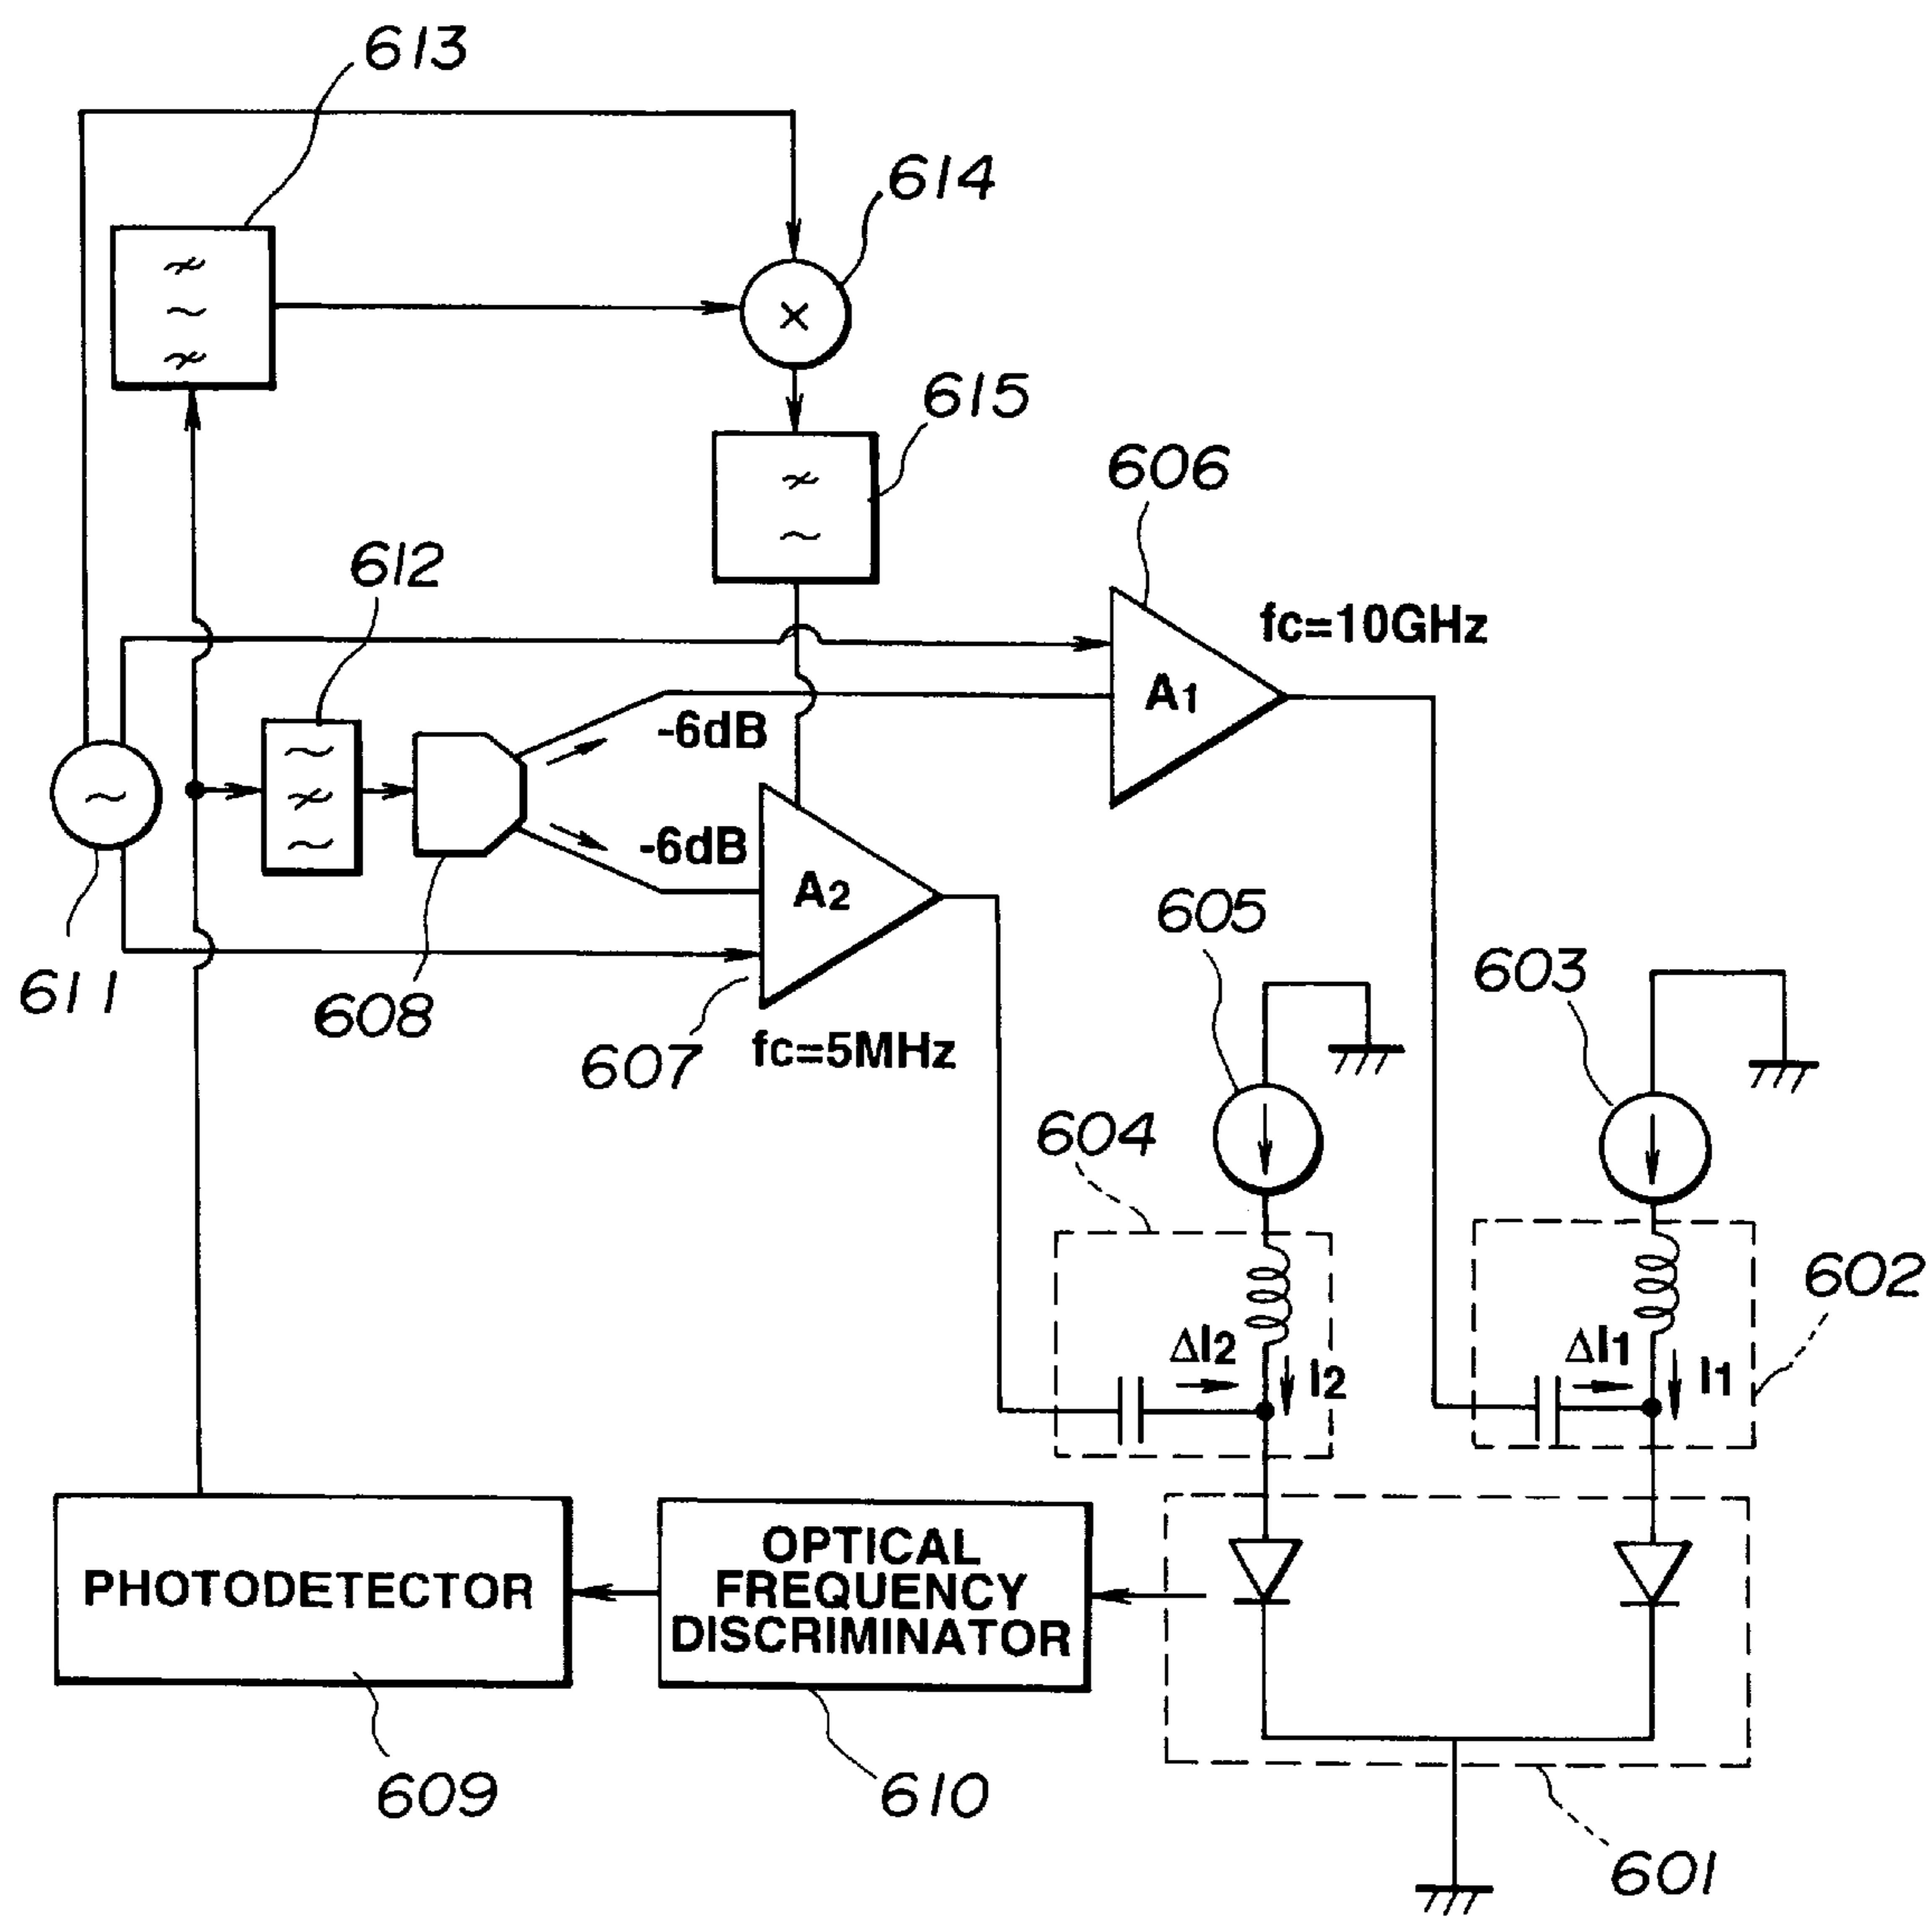 613
614
615
606
612
fc=10GHz
A1
-6dB
-6dB
A2
605
603
611
608
607
fc=5MHz
604
602
ΔI2
I2
ΔI1
I1
PHOTODETECTOR
OPTICAL
FREQUENCY
DISCRIMINATOR
609
610
601